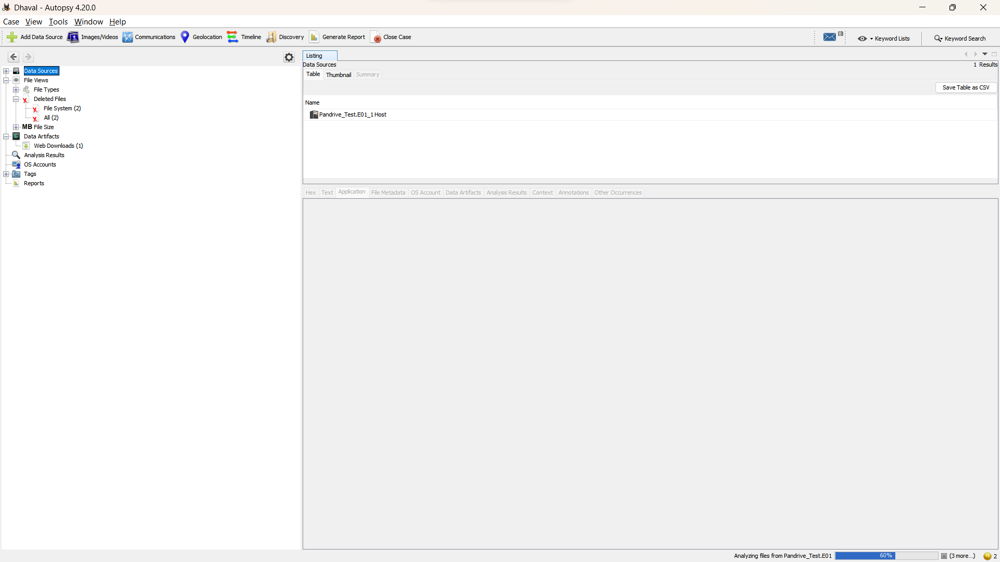 Dhaval - Autopsy 4.20.0
Case View Tools Window Help
Add Data Source Images/Videos Communications Geolocation Timeline Discovery Generate Report Close Case 8 Keyword Lists Keyword Search
Data Sources
File Views
File Types
Deleted Files
File System (2)
All (2)
MB File Size
Data Artifacts
Web Downloads (1)
Analysis Results
OS Accounts
Tags
Reports
Listing
Data Sources 1 Results
Table Thumbnail Summary
Save Table as CSV
Name
Pandrive_Test.E01_1 Host
Hex Text Application File Metadata OS Account Data Artifacts Analysis Results Context Annotations Other Occurrences
Analyzing files from Pandrive_Test.E01 60% (3 more...) 2